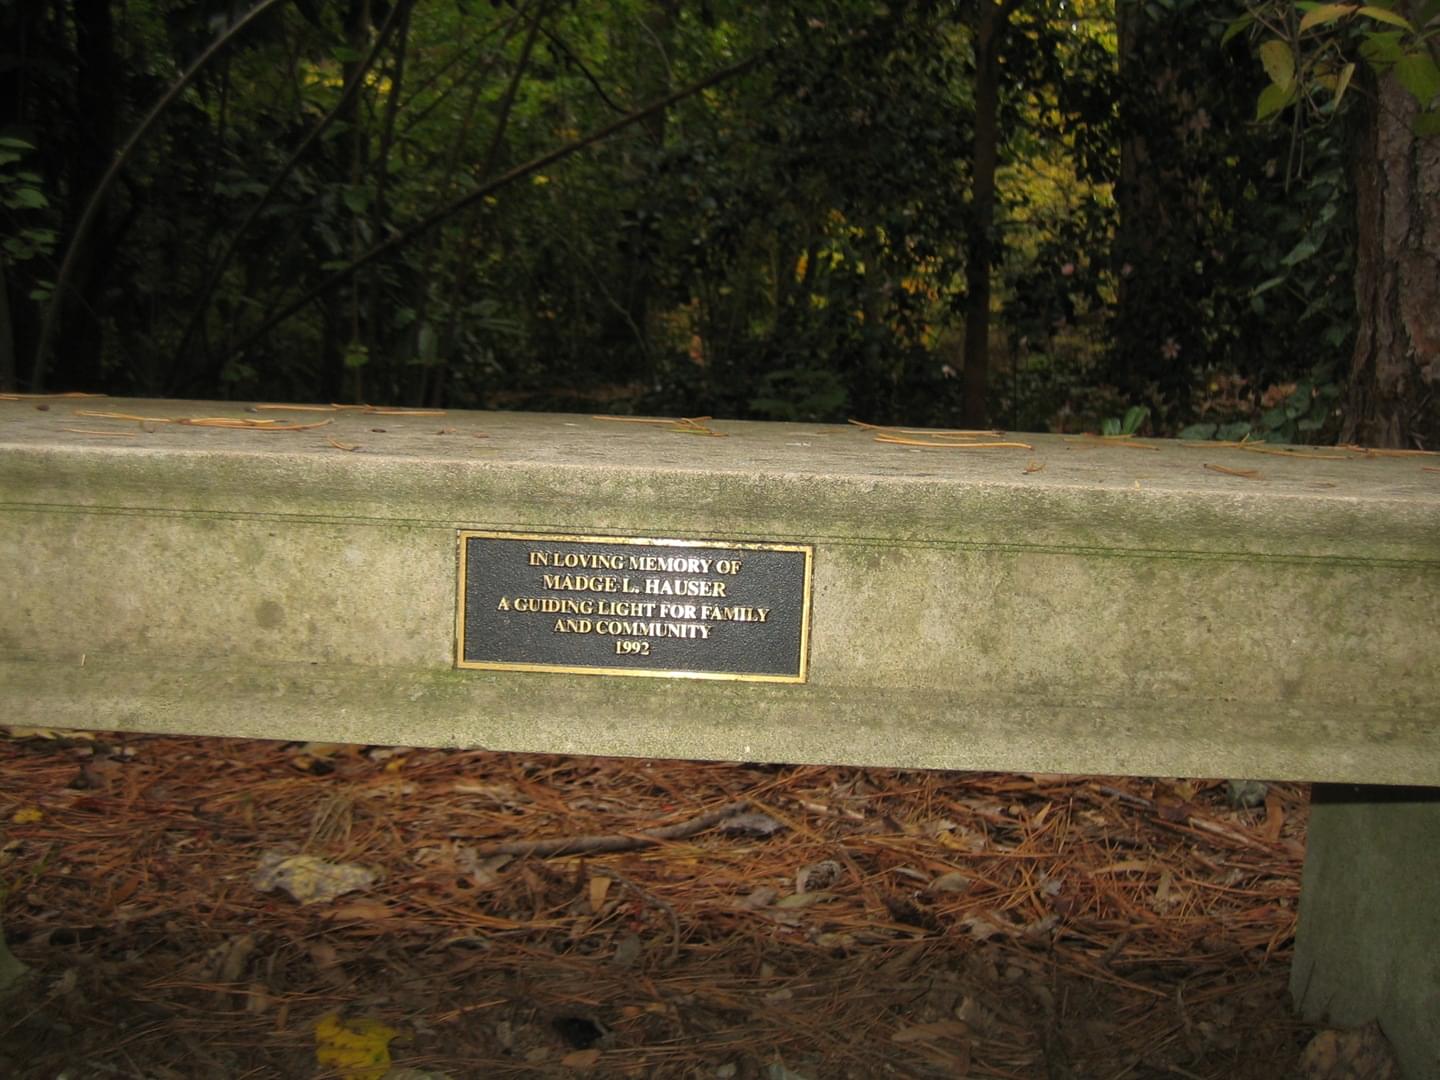 IN LOVING MEMORY OF
MADGE L. HAUSER
A GUIDING LIGHT FOR FAMILY
AND COMMUNITY
1992